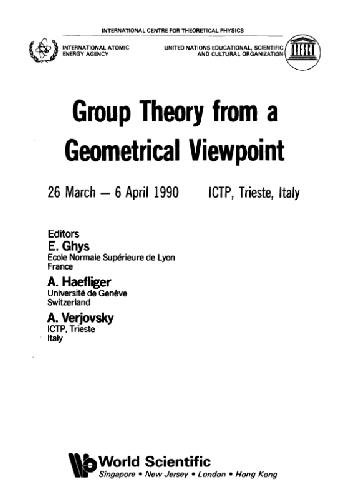 INTERNATIONAL CENTRE FOR THEORETICAL PHYSICS
INTERNATIONAL ATOMIC
ENERGY AGENCY
UNITED NATIONS EDUCATIONAL, SCIENTIFIC
AND CULTURAL ORGANIZATION
Group Theory from a
Geometrical Viewpoint
26 March — 6 April 1990 ICTP, Trieste, Italy
Editors
E. Ghys
Ecole Normale Supérieure de Lyon
France
A. Haefliger
Université de Genève
Switzerland
A. Verjovsky
ICTP, Trieste
Italy
World Scientific
Singapore • New Jersey • London • Hong Kong